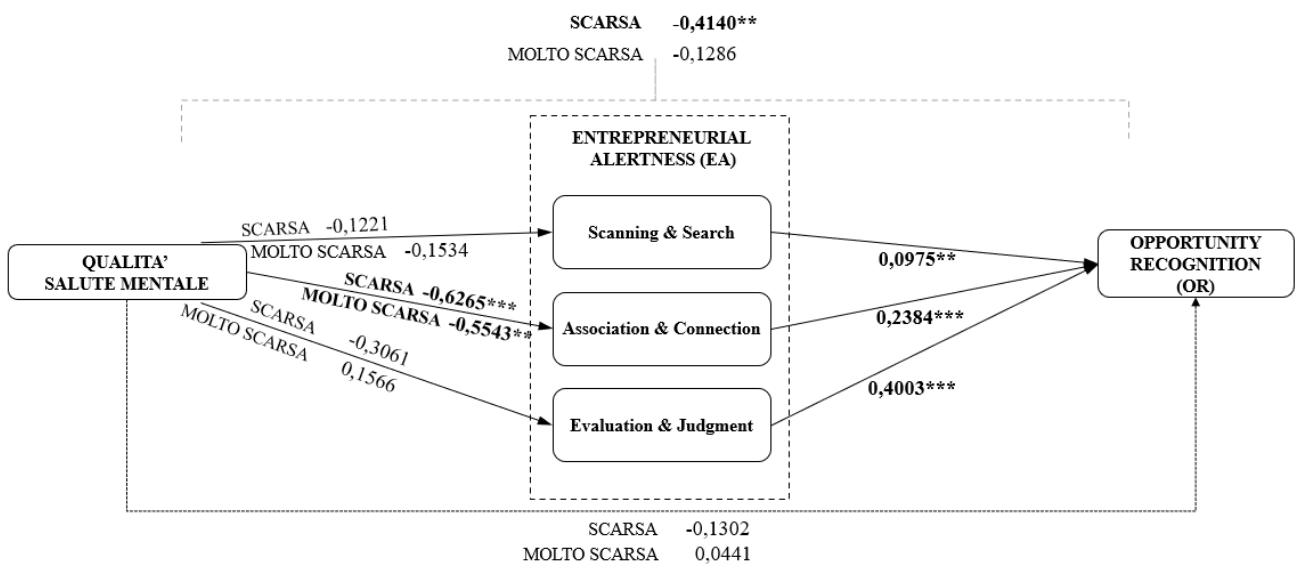 SCARSA -0,4140**
MOLTO SCARSA -0,1286
ENTREPRENEURIAL
ALERTNESS (EA)
SCARSA -0,1221
MOLTO SCARSA -0,1534
Scanning & Search
QUALITA’
SALUTE MENTALE
SCARSA -0,6265***
MOLTO SCARSA -0,5543**
Association & Connection
SCARSA -0,3061
MOLTO SCARSA 0,1566
Evaluation & Judgment
0,0975**
0,2384***
0,4003***
OPPORTUNITY
RECOGNITION
(OR)
SCARSA -0,1302
MOLTO SCARSA 0,0441